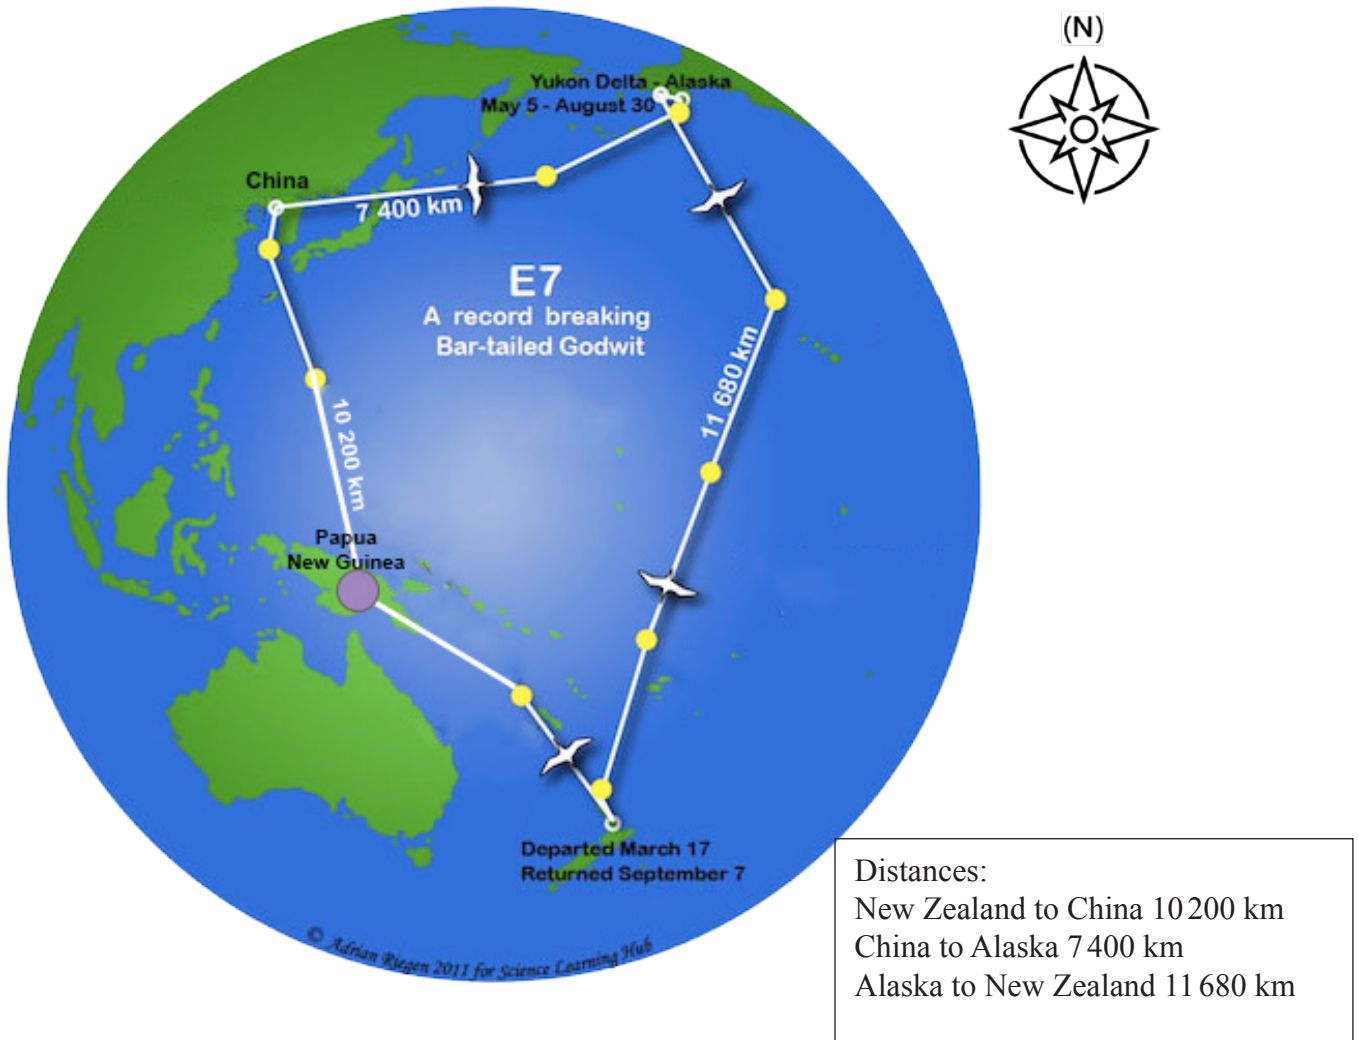 (N)
Yukon Delta - Alaska
May 5 - August 30
China
7 400 km
E7
A record breaking
Bar-tailed Godwit
11 680 km
10 200 km
Papua
New Guinea
Departed March 17
Returned September 7
© Adrian Riegen 2011 for Science Learning Hub
Distances:
New Zealand to China 10 200 km
China to Alaska 7 400 km
Alaska to New Zealand 11 680 km